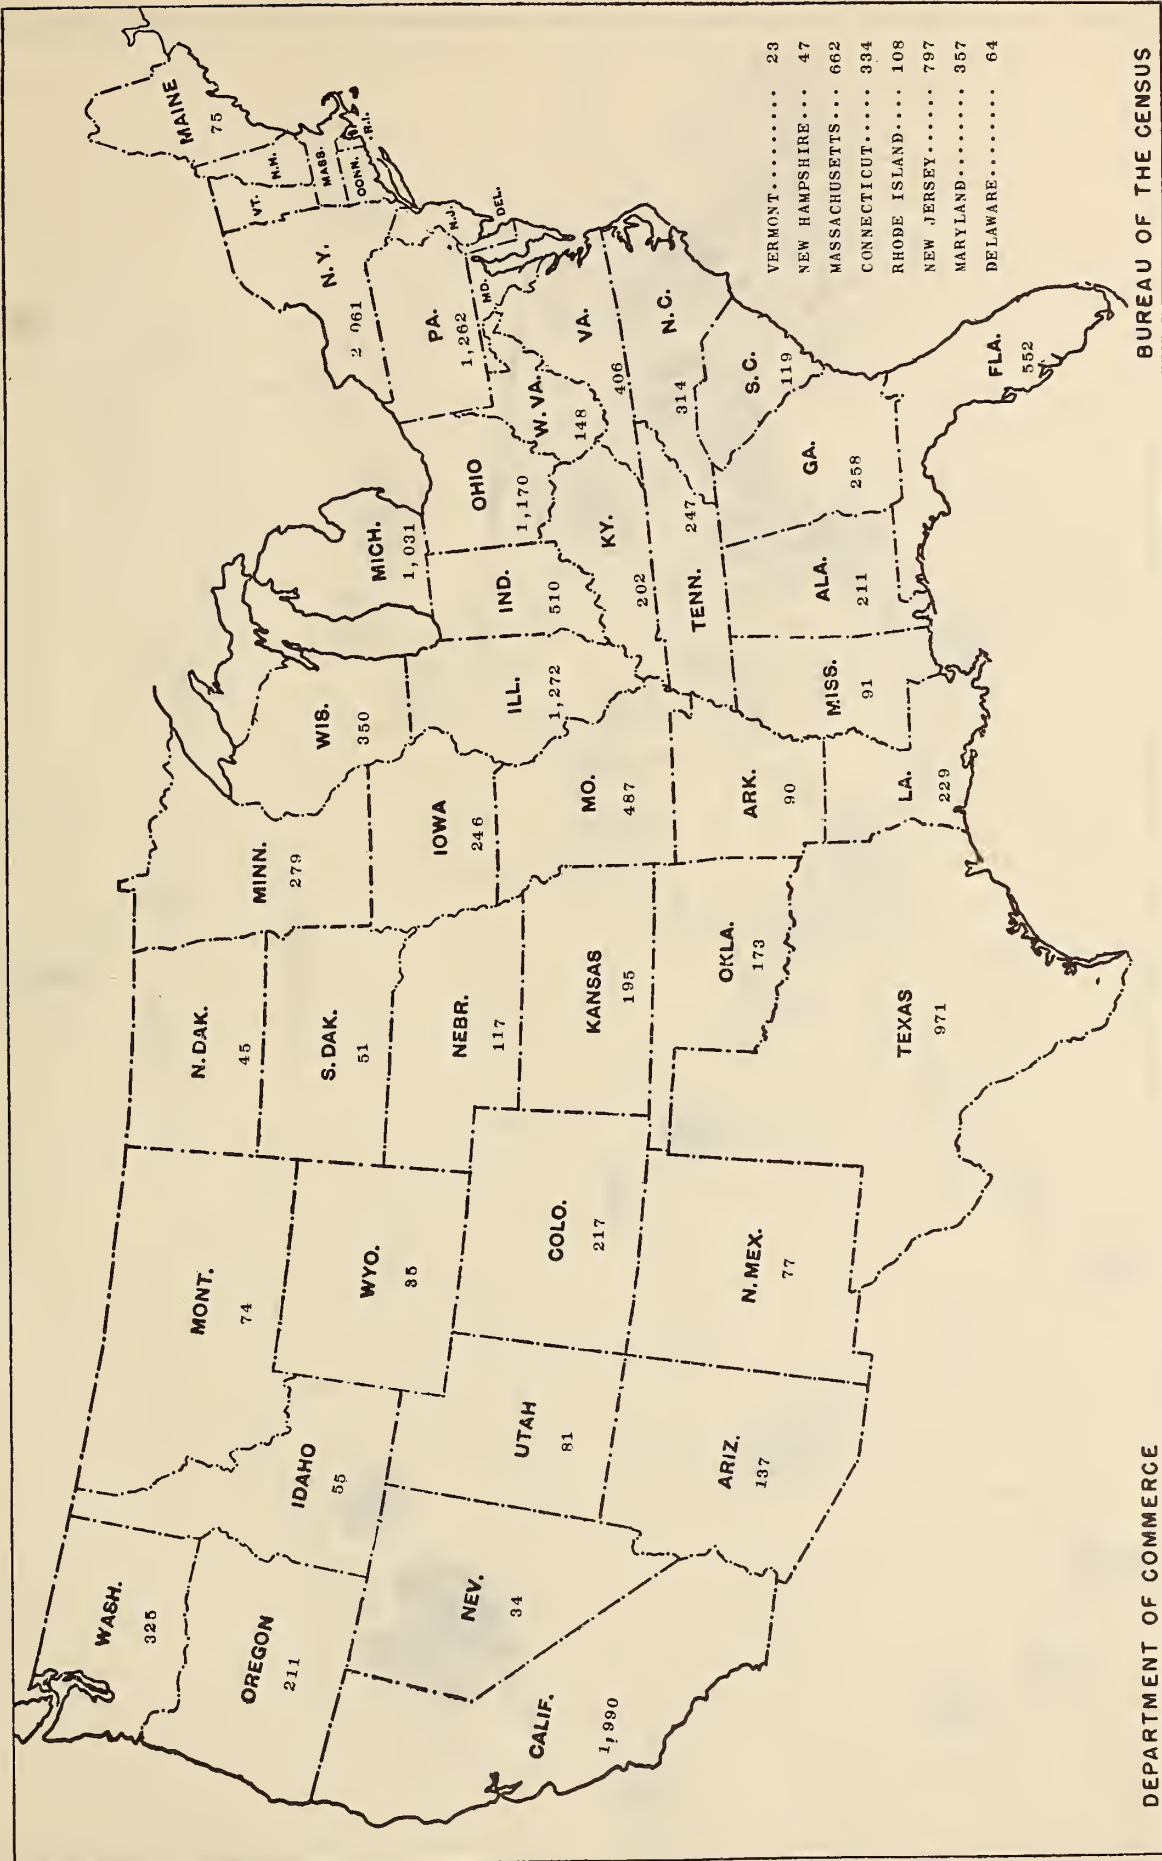 WASH.
325
OREGON
211
CALIF.
1,990
NEV.
34
IDAHO
55
MONT.
74
WYO.
35
UTAH
81
ARIZ.
137
COLO.
217
N. MEX.
77
N. DAK.
45
S. DAK.
51
NEBR.
117
KANSAS
195
OKLA.
173
TEXAS
971
MINN.
279
IOWA
246
MO.
487
ARK.
90
LA.
229
WIS.
350
ILL.
1,272
MICH.
1,031
IND.
510
OHIO
1,170
KY.
202
TENN.
247
MISS.
91
ALA.
211
GA.
258
FLA.
552
S. C.
119
N. C.
314
VA.
406
W. VA.
148
PA.
1,262
N. Y.
2 061
MAINE
75
VT.
N.H.
MASS.
CONN.
R.I.
N.J.
DEL.
MD.
VERMONT......... 23
NEW HAMPSHIRE... 47
MASSACHUSETTS... 662
CONNECTICUT..... 334
RHODE ISLAND.... 108
NEW JERSEY...... 797
MARYLAND........ 357
DELAWARE........ 64
DEPARTMENT OF COMMERCE
BUREAU OF THE CENSUS